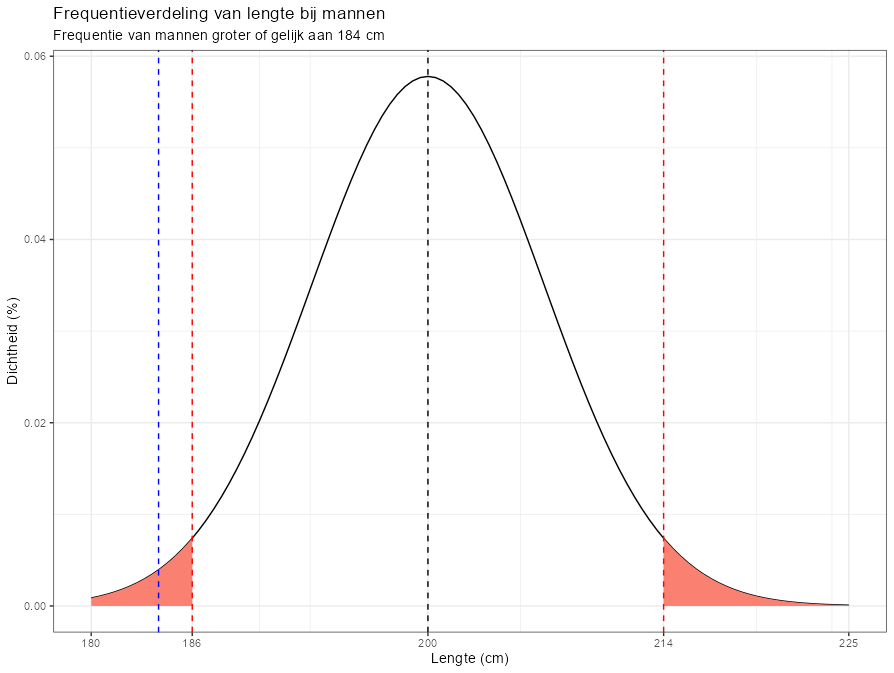 Frequentieverdeling van lengte bij mannen
Frequentie van mannen groter of gelijk aan 184 cm
Dichtheid (%)
0.06
0.04
0.02
0.00
180 186 200 214 225
Lengte (cm)